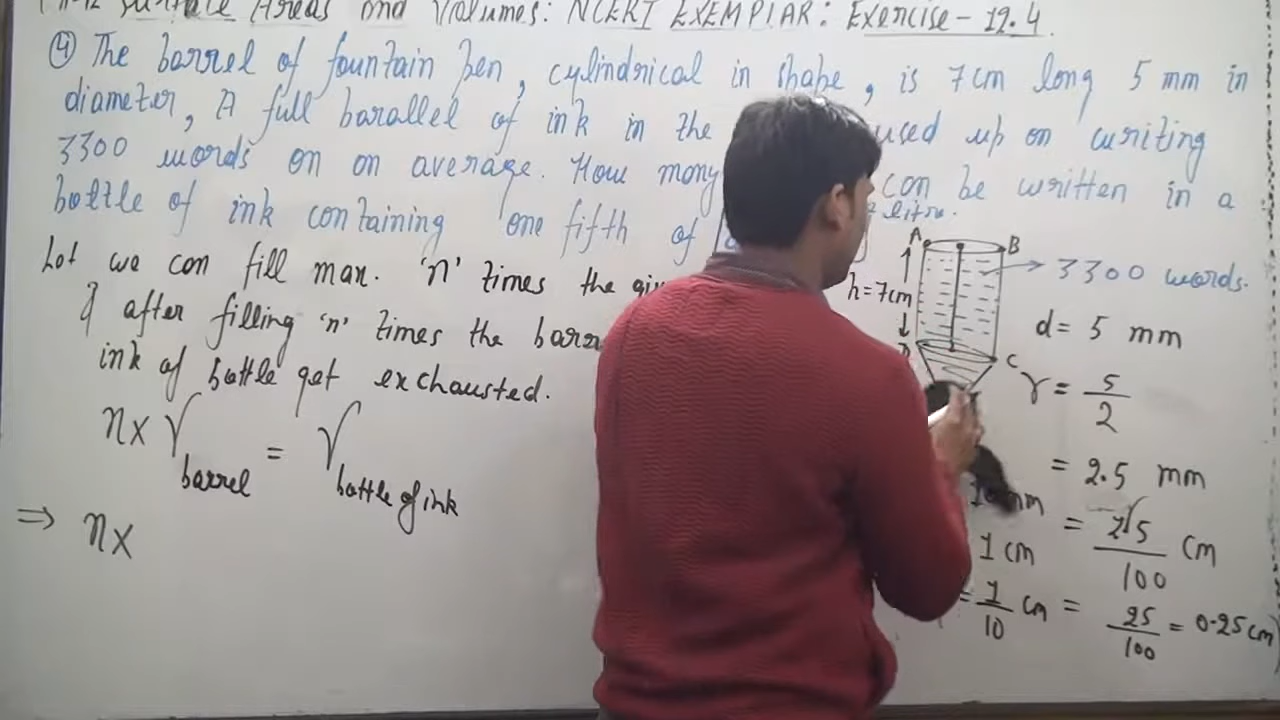 Surface Areas and Volumes: NCERT EXEMPLAR: Exercise - 12.4
(4) The barrel of fountain pen, cylindrical in shape, is 7cm long 5 mm in
diameter, A full barallel of ink in the used up on writing
3300 words on on average. How many can be written in a
bottle of ink containing one fifth of litre.
Let we can fill max. 'n' times the
& after filling 'n' times the
ink of bottle get exchausted.
n× V barrel = V bottle of ink
⇒ n×
A B
h=7cm
C
3300 words.
d = 5 mm
r = 5/2
= 2.5 mm
mm = 25/100 cm
1 cm
= 1/10 cm = 25/100 = 0.25 cm